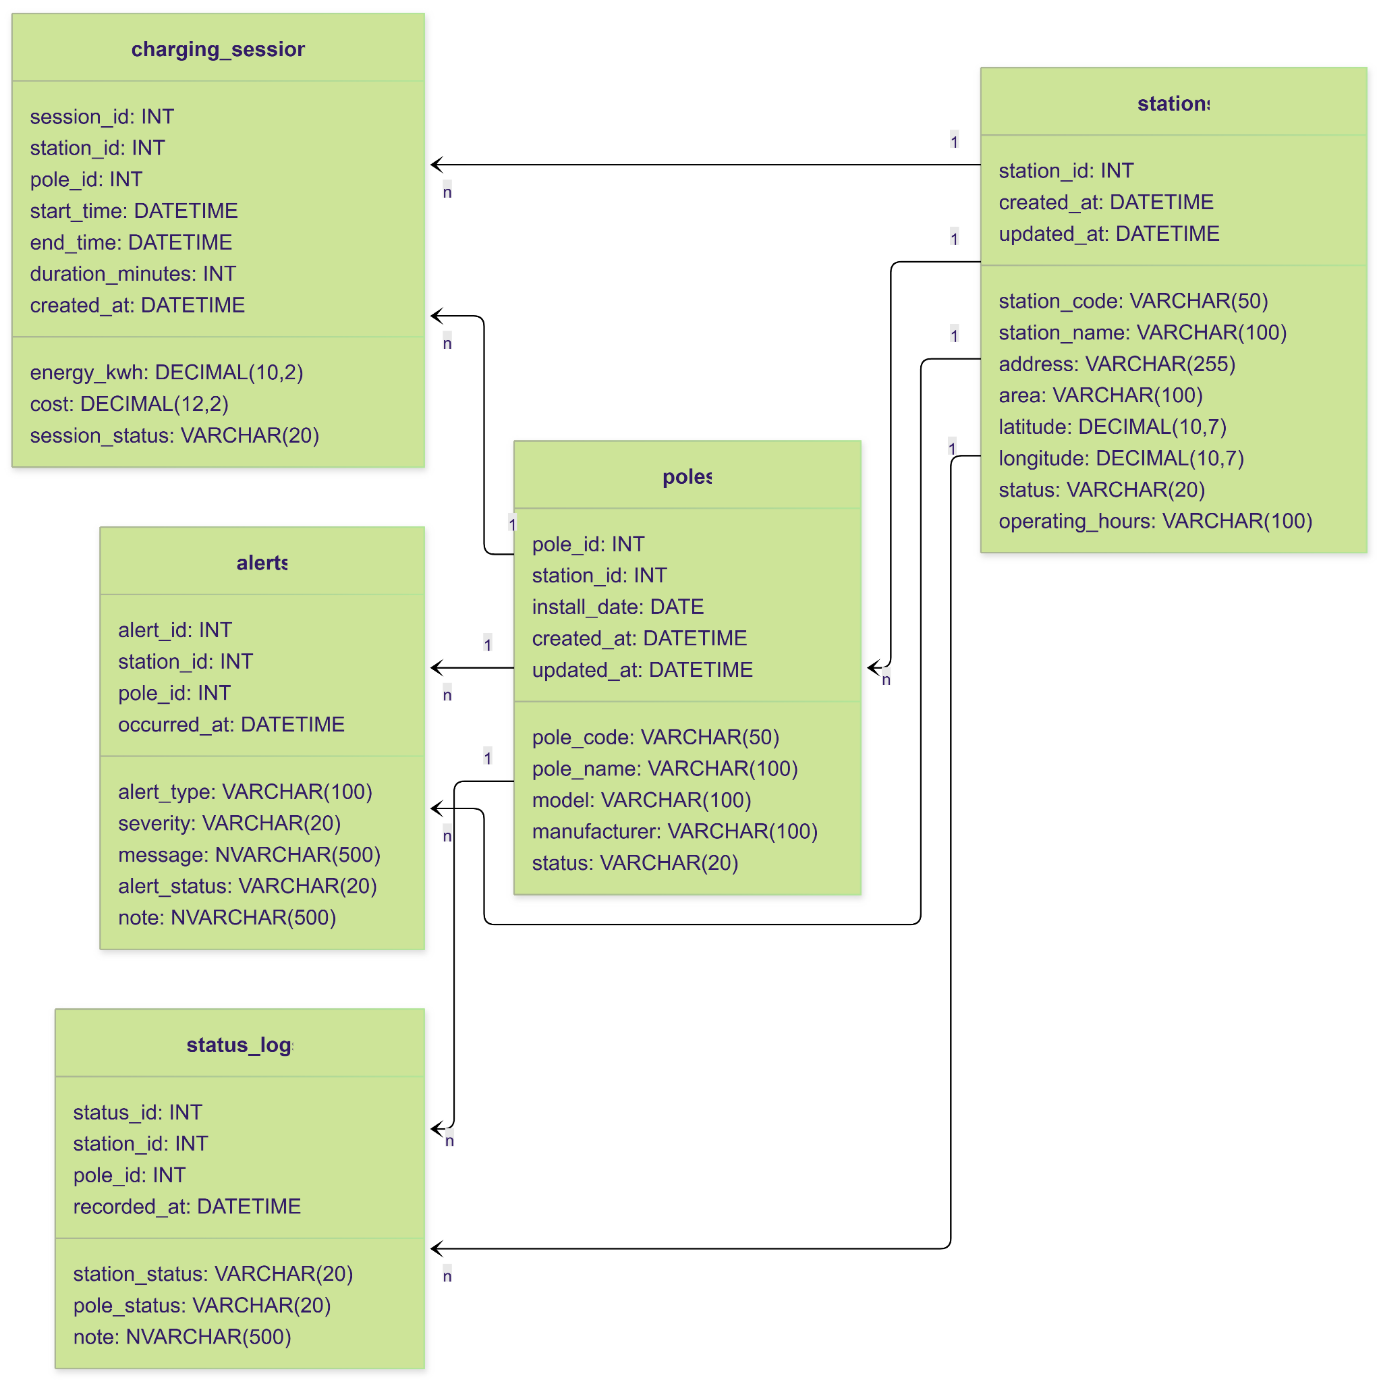 charging_session
session_id: INT
station_id: INT
pole_id: INT
start_time: DATETIME
end_time: DATETIME
duration_minutes: INT
created_at: DATETIME
energy_kwh: DECIMAL(10,2)
cost: DECIMAL(12,2)
session_status: VARCHAR(20)
stations
station_id: INT
created_at: DATETIME
updated_at: DATETIME
station_code: VARCHAR(50)
station_name: VARCHAR(100)
address: VARCHAR(255)
area: VARCHAR(100)
latitude: DECIMAL(10,7)
longitude: DECIMAL(10,7)
status: VARCHAR(20)
operating_hours: VARCHAR(100)
1
n
1
n
1
n
1
n
poles
pole_id: INT
station_id: INT
install_date: DATE
created_at: DATETIME
updated_at: DATETIME
pole_code: VARCHAR(50)
pole_name: VARCHAR(100)
model: VARCHAR(100)
manufacturer: VARCHAR(100)
status: VARCHAR(20)
1
n
1
n
1
n
alerts
alert_id: INT
station_id: INT
pole_id: INT
occurred_at: DATETIME
alert_type: VARCHAR(100)
severity: VARCHAR(20)
message: NVARCHAR(500)
alert_status: VARCHAR(20)
note: NVARCHAR(500)
status_log
status_id: INT
station_id: INT
pole_id: INT
recorded_at: DATETIME
station_status: VARCHAR(20)
pole_status: VARCHAR(20)
note: NVARCHAR(500)